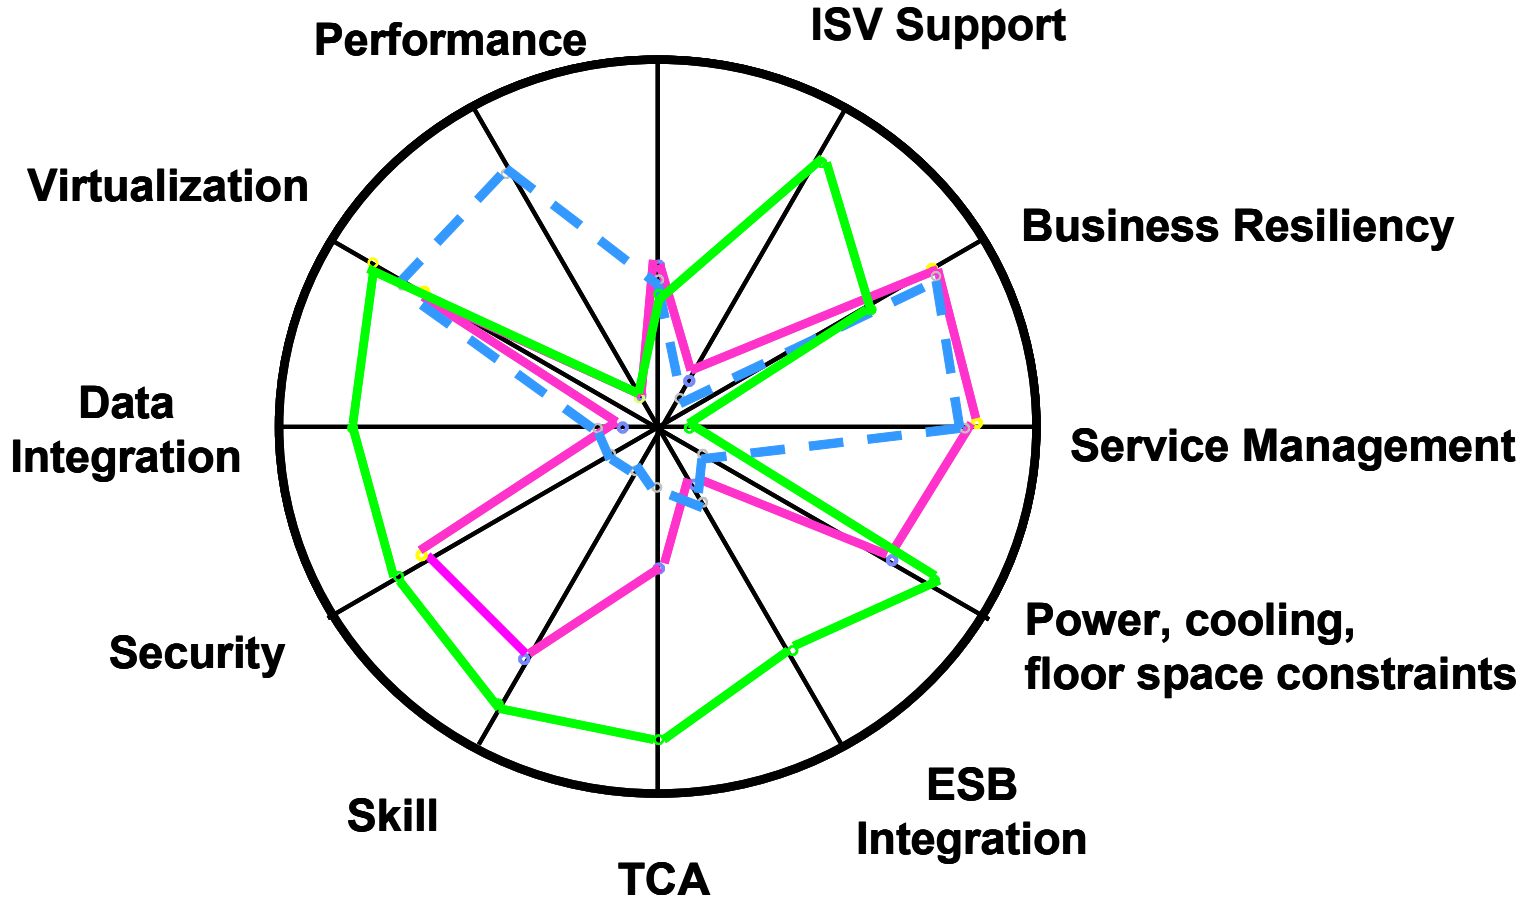 ISV Support
Performance
Virtualization
Business Resiliency
Data
Integration
Service Management
Power, cooling,
floor space constraints
Security
ESB
Integration
Skill
TCA